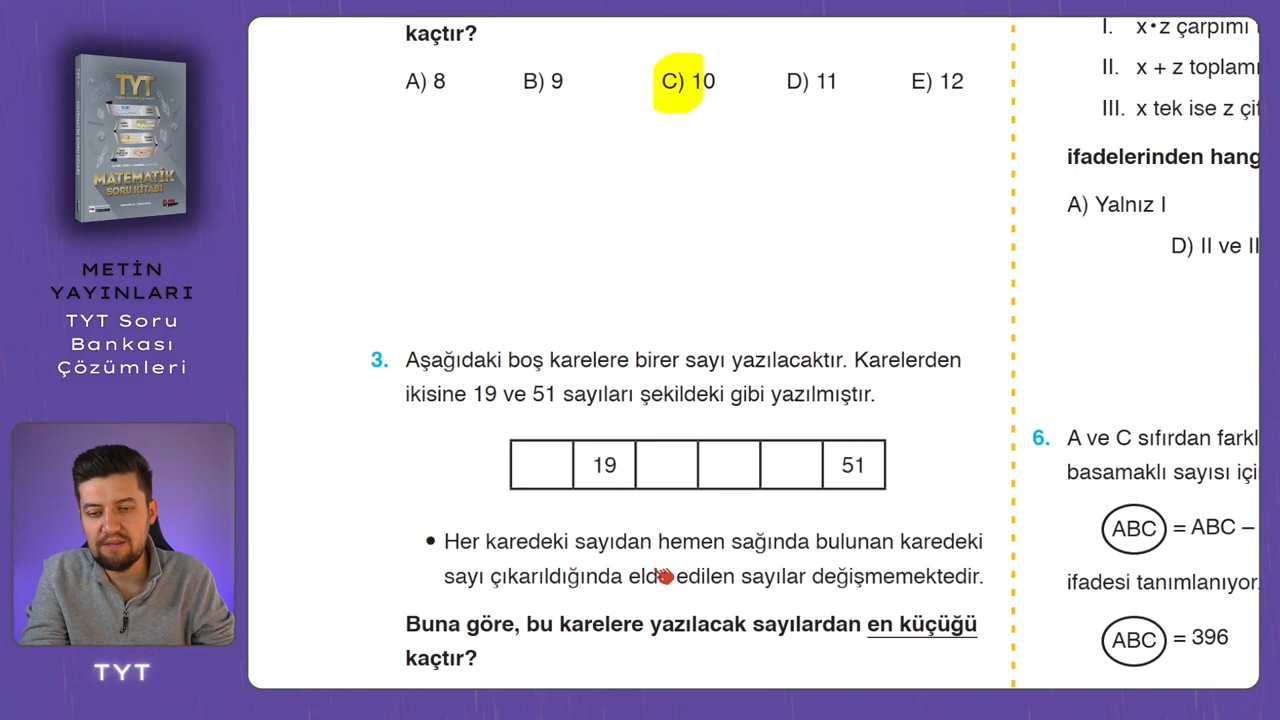 TYT
MATEMATİK
SORU KİTABI
METİN
YAYINLARI
TYT Soru
Bankası
Çözümleri
TYT
kaçtır?
A) 8 B) 9 C) 10 D) 11 E) 12
3. Aşağıdaki boş karelere birer sayı yazılacaktır. Karelerden
ikisine 19 ve 51 sayıları şekildeki gibi yazılmıştır.
19 51
• Her karedeki sayıdan hemen sağında bulunan karedeki
sayı çıkarıldığında elde edilen sayılar değişmemektedir.
Buna göre, bu karelere yazılacak sayılardan en küçüğü
kaçtır?
I. x•z çarpımı
II. x + z toplamı
III. x tek ise z çif
ifadelerinden hang
A) Yalnız I
D) II ve II
6. A ve C sıfırdan farkl
basamaklı sayısı içi
ABC = ABC –
ifadesi tanımlanıyor.
ABC = 396